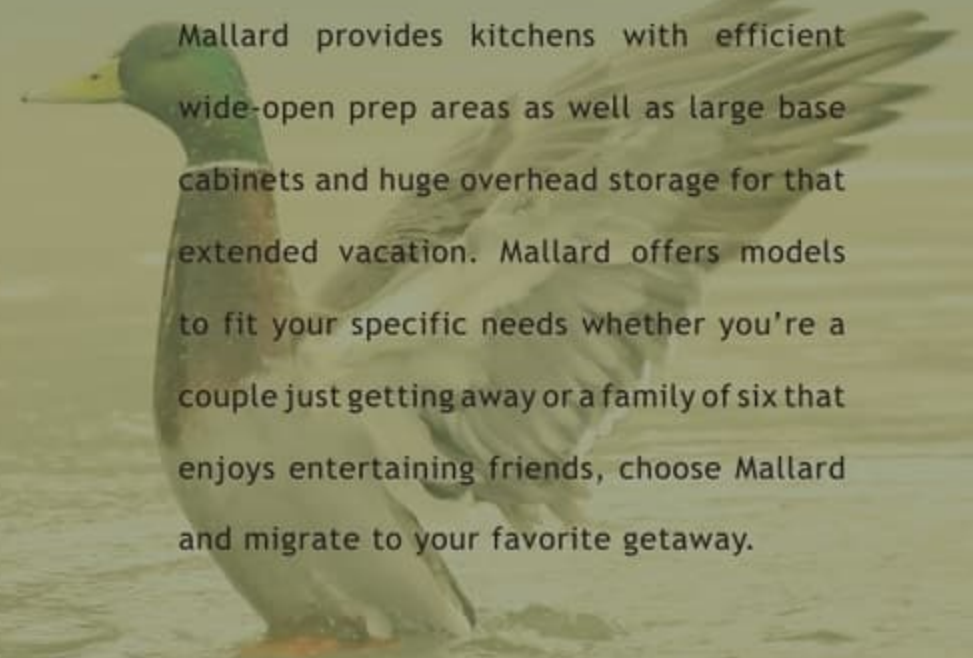 Mallard provides kitchens with efficient
wide-open prep areas as well as large base
cabinets and huge overhead storage for that
extended vacation. Mallard offers models
to fit your specific needs whether you're a
couple just getting away or a family of six that
enjoys entertaining friends, choose Mallard
and migrate to your favorite getaway.